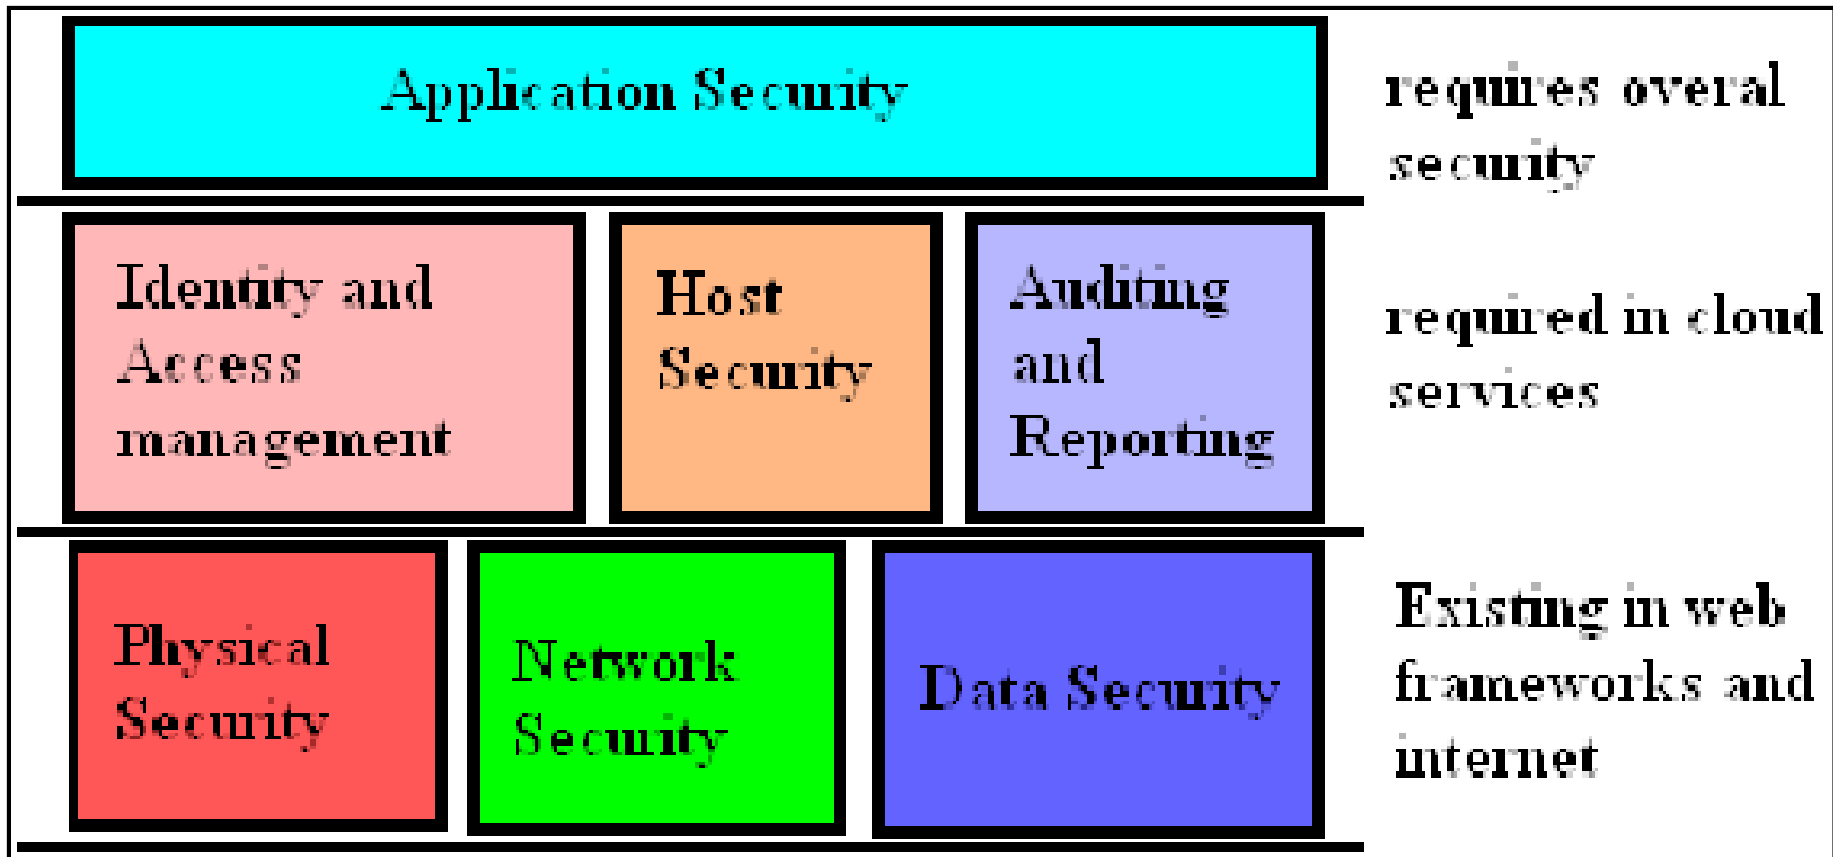 Application Security
requires overal
security
Identity and
Access
management
Host
Security
Auditing
and
Reporting
required in cloud
services
Physical
Security
Network
Security
Data Security
Existing in web
frameworks and
internet